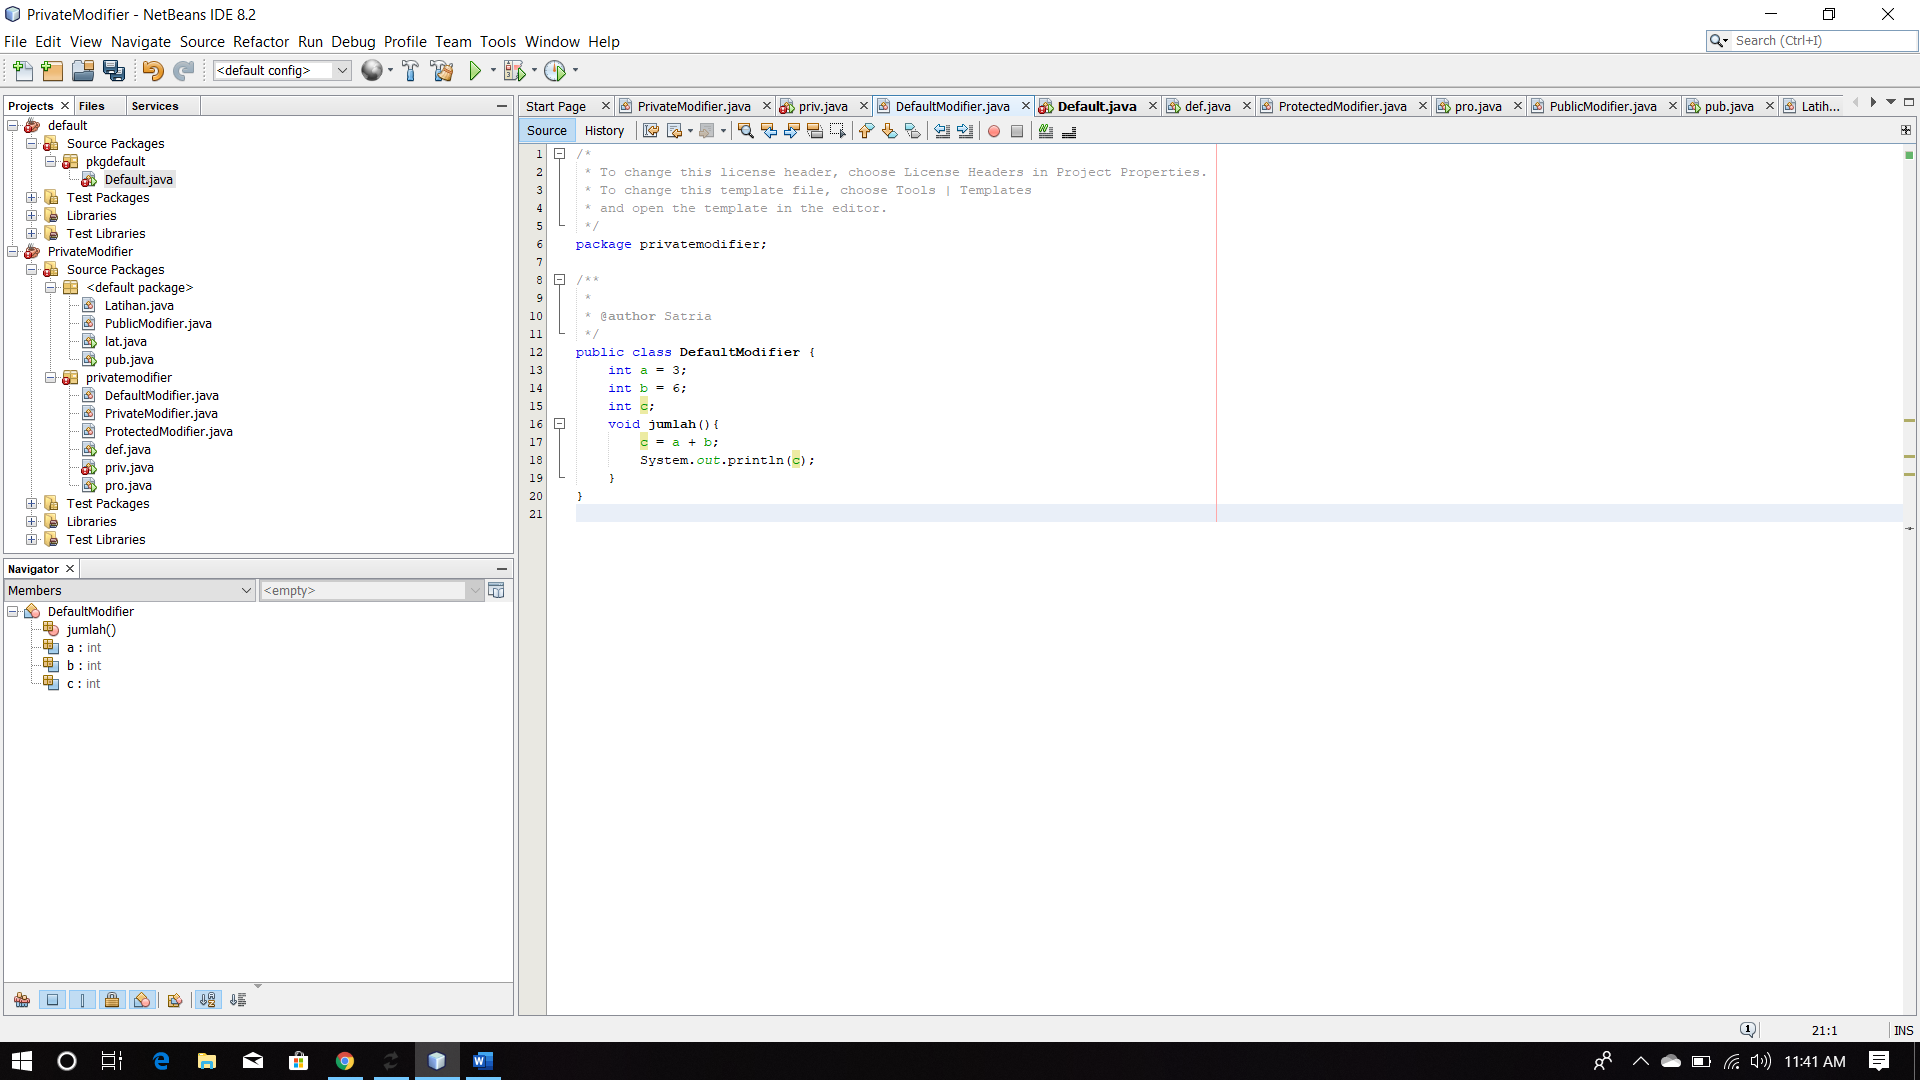 PrivateModifier - NetBeans IDE 8.2
File Edit View Navigate Source Refactor Run Debug Profile Team Tools Window Help
Search (Ctrl+I)
<default config>
Projects Files Services
default
Source Packages
pkgdefault
Default.java
Test Packages
Libraries
Test Libraries
PrivateModifier
Source Packages
<default package>
Latihan.java
PublicModifier.java
lat.java
pub.java
privatemodifier
DefaultModifier.java
PrivateModifier.java
ProtectedModifier.java
def.java
priv.java
pro.java
Test Packages
Libraries
Test Libraries
Navigator
Members <empty>
DefaultModifier
jumlah()
a : int
b : int
c : int
Start Page PrivateModifier.java priv.java DefaultModifier.java Default.java def.java ProtectedModifier.java pro.java PublicModifier.java pub.java Latih...
Source History
1 /*
2 * To change this license header, choose License Headers in Project Properties.
3 * To change this template file, choose Tools | Templates
4 * and open the template in the editor.
5 */
6 package privatemodifier;
7
8 /**
9 *
10 * @author Satria
11 */
12 public class DefaultModifier {
13 int a = 3;
14 int b = 6;
15 int c;
16 void jumlah(){
17 c = a + b;
18 System.out.println(c);
19 }
20 }
21
21:1 INS
11:41 AM